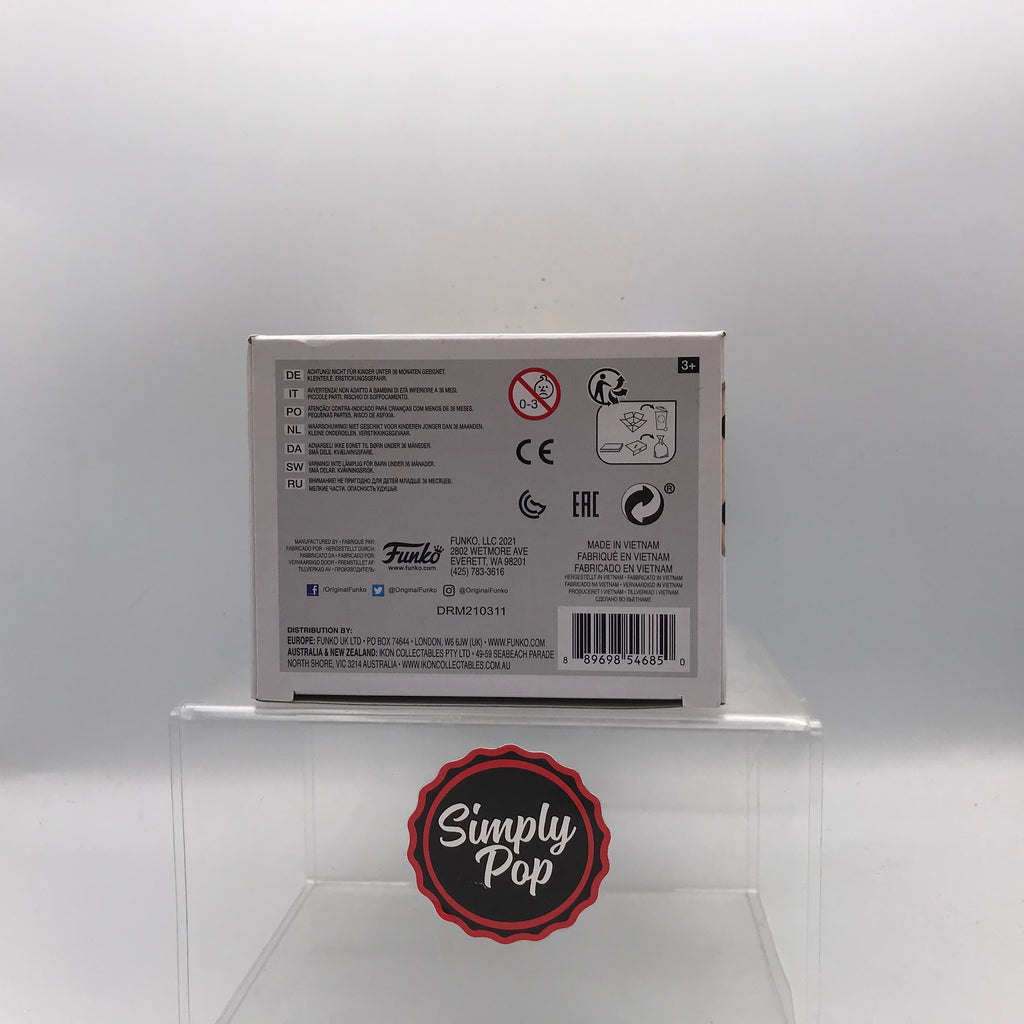 3+
DE ACHTUNG! NICHT FÜR KINDER UNTER 36 MONATEN GEEIGNET.
KLEINTEILE. ERSTICKUNGSGEFAHR.
IT AVVERTENZA! NON ADATTO A BAMBINI DI ETÀ INFERIORE A 36 MESI.
PICCOLE PARTI. RISCHIO DI SOFFOCAMENTO.
PO ATENÇÃO! CONTRA-INDICADO PARA CRIANÇAS COM MENOS DE 36 MESES.
PEQUENAS PARTES. RISCO DE ASFIXIA.
NL WAARSCHUWING! NIET GESCHIKT VOOR KINDEREN JONGER DAN 36 MAANDEN.
KLEINE ONDERDELEN. VERSTIKKINGSGEVAAR.
DA ADVARSEL! IKKE EGNET TIL BØRN UNDER 36 MÅNEDER.
SMÅ DELE. KVÆLNINGSFARE.
SW VARNING! INTE LÄMPLIG FÖR BARN UNDER 36 MÅNADER.
SMÅ DELAR. KVÄVNINGSRISK.
RU ВНИМАНИЕ! НЕ ПРИГОДНО ДЛЯ ДЕТЕЙ МЛАДШЕ 36 МЕСЯЦЕВ.
МЕЛКИЕ ЧАСТИ. ОПАСНОСТЬ УДУШЬЯ.
0-3
CE
EAC
®
MANUFACTURED BY • FABRIQUÉ PAR:
FABRICADO POR • HERGESTELLT DURCH:
FABBRICATO DA • FABRICADO POR:
VERVAARDIGD DOOR • FREMSTILLET AF
TILLVERKAD AV • ПРОИЗВОДИТЕЛЬ:
Funko
www.funko.com
FUNKO, LLC 2021
2802 WETMORE AVE
EVERETT, WA 98201
(425) 783-3616
/OriginalFunko @OriginalFunko @OriginalFunko
DRM210311
MADE IN VIETNAM
FABRIQUÉ EN VIETNAM
FABRICADO EN VIETNAM
HERGESTELLT IN VIETNAM • FABBRICATO IN VIETNAM
FABRICADO NA VIETNAM • VERVAARDIGD IN VIETNAM
PRODUCERET I VIETNAM • TILLVERKAD I VIETNAM
СДЕЛАНО ВО ВЬЕТНАМЕ
DISTRIBUTION BY:
EUROPE: FUNKO UK LTD • PO BOX 74644 • LONDON, W6 6JW (UK) • WWW.FUNKO.COM
AUSTRALIA & NEW ZEALAND: IKON COLLECTABLES PTY LTD • 49-59 SEABEACH PARADE
NORTH SHORE, VIC 3214 AUSTRALIA • WWW.IKONCOLLECTABLES.COM.AU
8 89698 54685 0
Simply
Pop